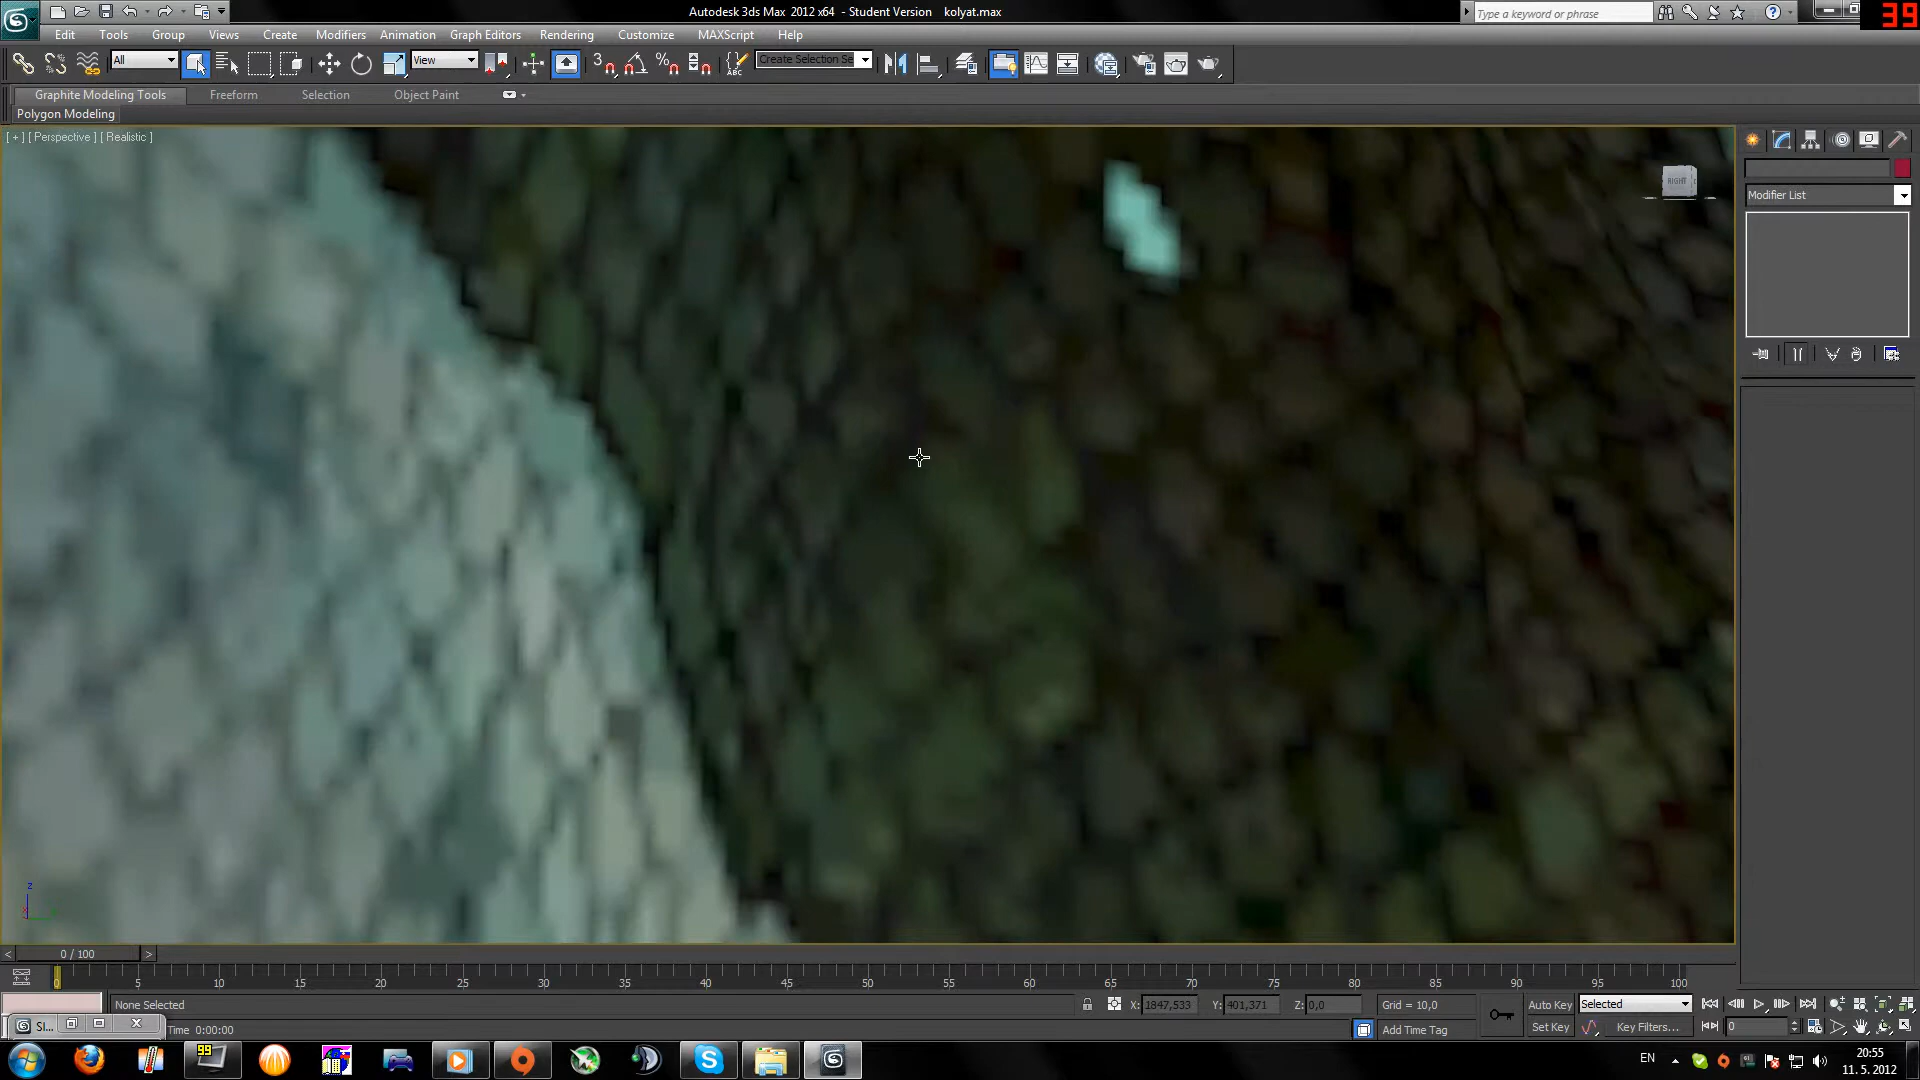 Autodesk 3ds Max 2012 x64 - Student Version kolyat.max
Type a keyword or phrase
39
Edit Tools Group Views Create Modifiers Animation Graph Editors Rendering Customize MAXScript Help
All View 3 Create Selection Se
Graphite Modeling Tools Freeform Selection Object Paint
Polygon Modeling
[ + ] [ Perspective ] [ Realistic ]
RIGHT
Modifier List
z
< 0 / 100 >
0 5 10 15 20 25 30 35 40 45 50 55 60 65 70 75 80 85 90 95 100
None Selected X: 1847,533 Y: 401,371 Z: 0,0 Grid = 10,0 Auto Key Selected
SI... Time 0:00:00 Add Time Tag Set Key Key Filters... 0
99 EN 20:55
11. 5. 2012